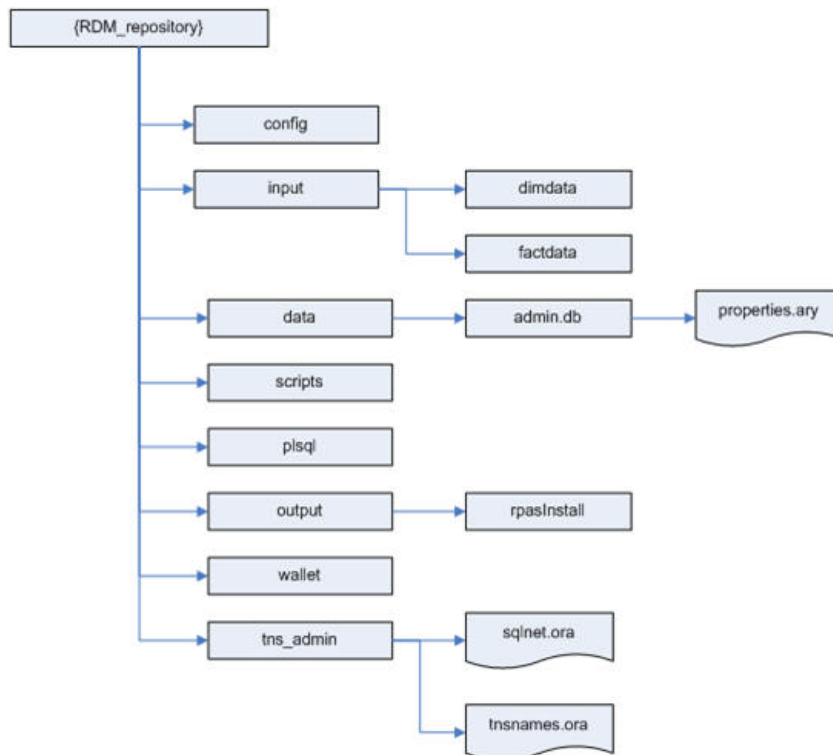 {RDM_repository}
config
input
dimdata
factdata
data
admin.db
properties.ary
scripts
plsql
output
rpasInstall
wallet
tns_admin
sqlnet.ora
tnsnames.ora